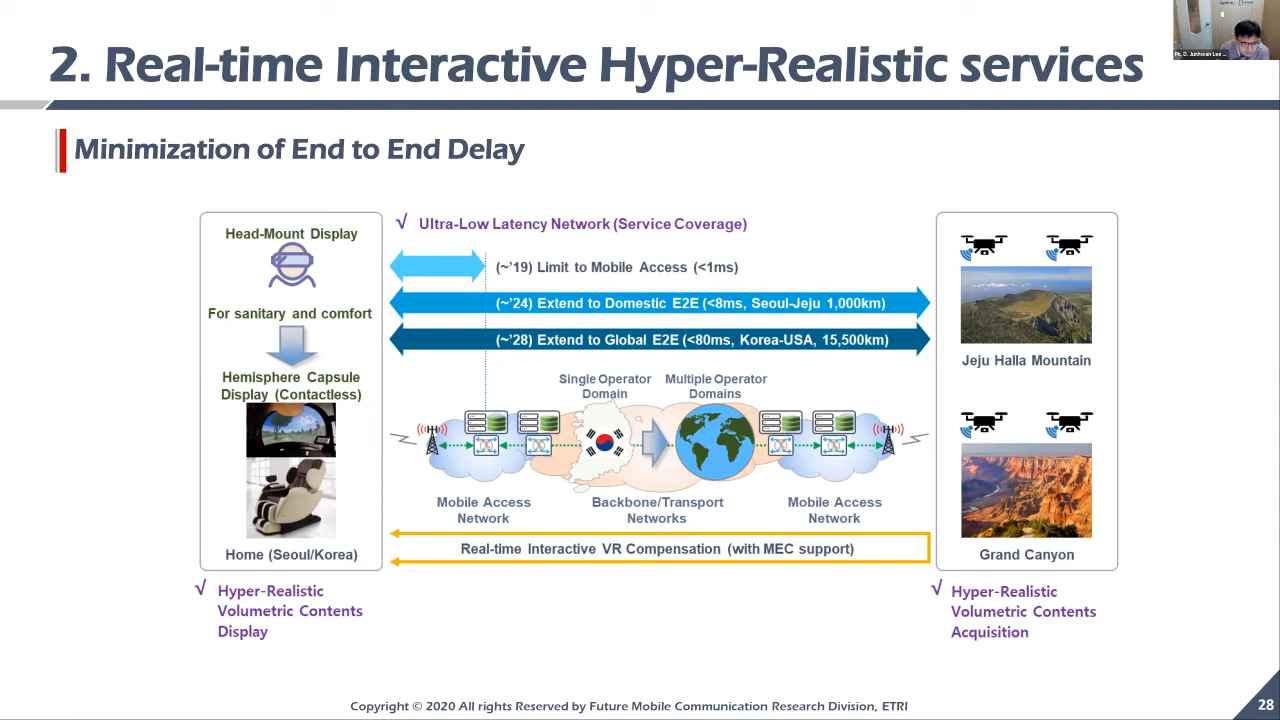 2. Real-time Interactive Hyper-Realistic services
Minimization of End to End Delay
Head-Mount Display
For sanitary and comfort
Hemisphere Capsule
Display (Contactless)
Home (Seoul/Korea)
√ Hyper-Realistic
Volumetric Contents
Display
√ Ultra-Low Latency Network (Service Coverage)
(~'19) Limit to Mobile Access (<1ms)
(~'24) Extend to Domestic E2E (<8ms, Seoul-Jeju 1,000km)
(~'28) Extend to Global E2E (<80ms, Korea-USA, 15,500km)
Single Operator
Domain
Multiple Operator
Domains
Mobile Access
Network
Backbone/Transport
Networks
Mobile Access
Network
Real-time Interactive VR Compensation (with MEC support)
Jeju Halla Mountain
Grand Canyon
√ Hyper-Realistic
Volumetric Contents
Acquisition
Copyright © 2020 All rights Reserved by Future Mobile Communication Research Division, ETRI
28
Ph. D. Junhwan Lee ...